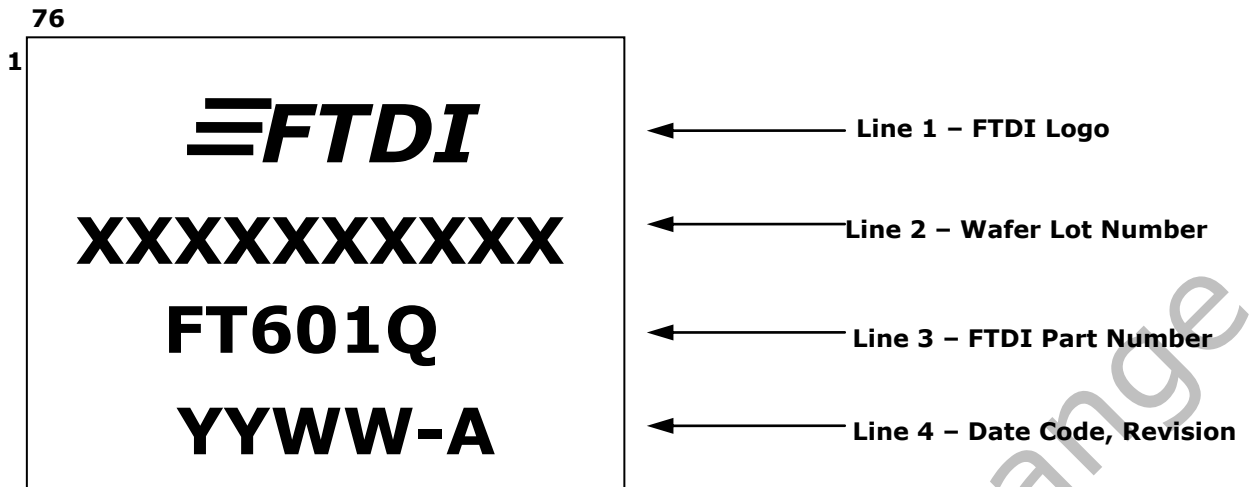 76
1
FTDI
Line 1 – FTDI Logo
XXXXXXXXXX
Line 2 – Wafer Lot Number
FT601Q
Line 3 – FTDI Part Number
YYWW-A
Line 4 – Date Code, Revision
ange